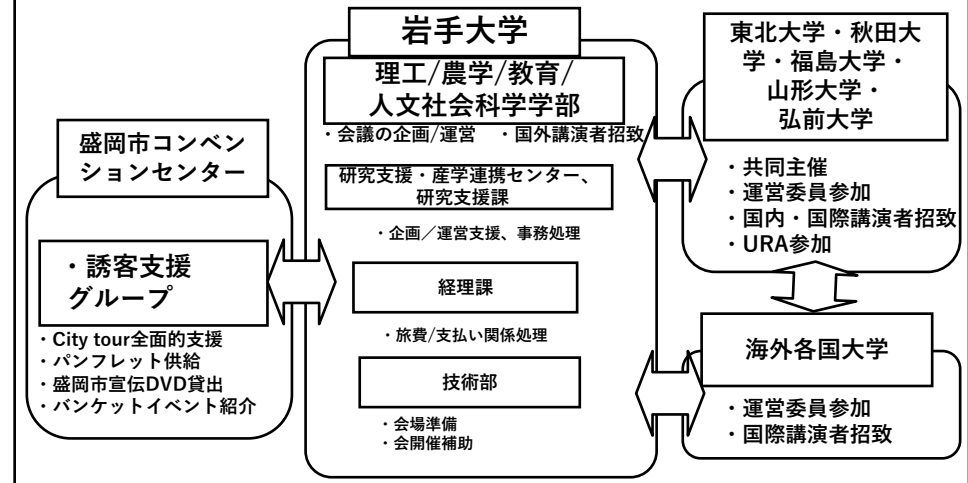 盛岡市コンベン
ションセンター
・誘客支援
グループ
・City tour全面的支援
・パンフレット供給
・盛岡市宣伝DVD貸出
・バンケットイベント紹介
岩手大学
理工/農学/教育/
人文社会科学学部
・会議の企画/運営　・国外講演者招致
研究支援・産学連携センター、
研究支援課
・企画／運営支援、事務処理
経理課
・旅費/支払い関係処理
技術部
・会場準備
・会開催補助
東北大学・秋田大
学・福島大学・
山形大学・
弘前大学
・共同主催
・運営委員参加
・国内・国際講演者招致
・URA参加
海外各国大学
・運営委員参加
・国際講演者招致